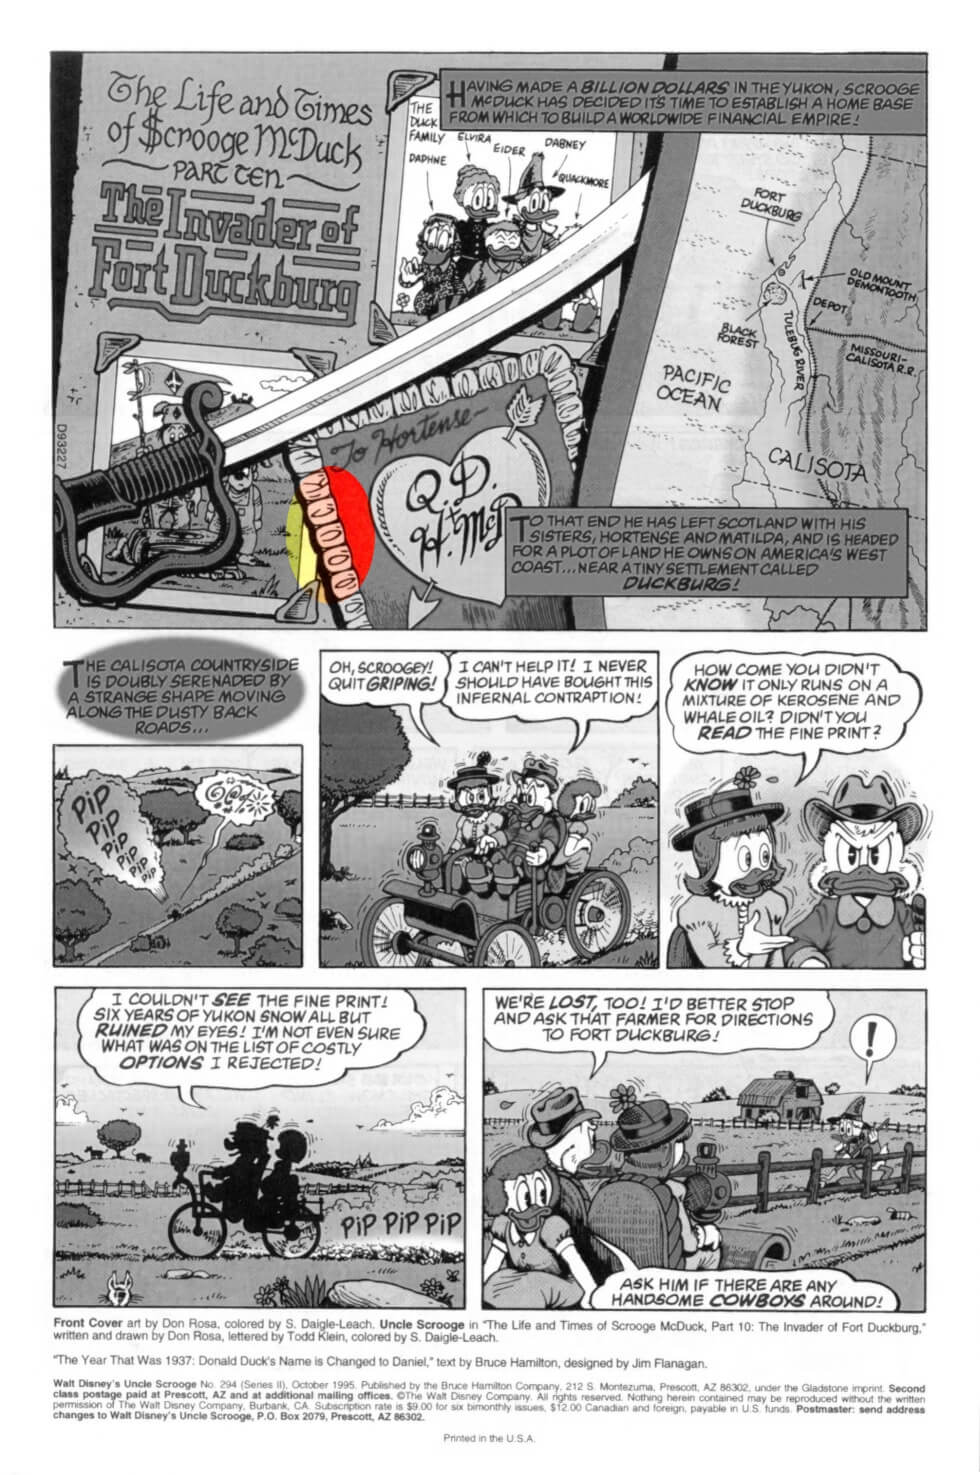 The Life and Times
of $crooge McDuck
PART TEN
The Invader of
Fort Duckburg
HAVING MADE A BILLION DOLLARS IN THE YUKON, SCROOGE
McDUCK HAS DECIDED IT'S TIME TO ESTABLISH A HOME BASE
FROM WHICH TO BUILD A WORLDWIDE FINANCIAL EMPIRE!
THE
DUCK
FAMILY
DAPHNE
ELVIRA
EIDER
DABNEY
QUACKMORE
FORT
DUCKBURG
OLD MOUNT
DEMONTOOTH
DEPOT
BLACK
FOREST
TULEBUG RIVER
MISSOURI-
CALISOTA R.R.
PACIFIC
OCEAN
CALISOTA
D93227
To Hortense—
Q.D.
+
H. McD
TO THAT END HE HAS LEFT SCOTLAND WITH HIS
SISTERS, HORTENSE AND MATILDA, AND IS HEADED
FOR A PLOT OF LAND HE OWNS ON AMERICA'S WEST
COAST...NEAR A TINY SETTLEMENT CALLED
DUCKBURG!
THE CALISOTA COUNTRYSIDE
IS DOUBLY SERENADED BY
A STRANGE SHAPE MOVING
ALONG THE DUSTY BACK
ROADS...
PiP
PiP
PiP
PiP
PiP
PiP
OH, SCROOGEY!
QUIT GRIPING!
I CAN'T HELP IT! I NEVER
SHOULD HAVE BOUGHT THIS
INFERNAL CONTRAPTION!
HOW COME YOU DIDN'T
KNOW IT ONLY RUNS ON A
MIXTURE OF KEROSENE AND
WHALE OIL? DIDN'T YOU
READ THE FINE PRINT?
I COULDN'T SEE THE FINE PRINT!
SIX YEARS OF YUKON SNOW ALL BUT
RUINED MY EYES! I'M NOT EVEN SURE
WHAT WAS ON THE LIST OF COSTLY
OPTIONS I REJECTED!
PiP PiP PiP
WE'RE LOST, TOO! I'D BETTER STOP
AND ASK THAT FARMER FOR DIRECTIONS
TO FORT DUCKBURG!
!
ASK HIM IF THERE ARE ANY
HANDSOME COWBOYS AROUND!
Front Cover art by Don Rosa, colored by S. Daigle-Leach. Uncle Scrooge in "The Life and Times of Scrooge McDuck, Part 10: The Invader of Fort Duckburg,"
written and drawn by Don Rosa, lettered by Todd Klein, colored by S. Daigle-Leach.
"The Year That Was 1937: Donald Duck's Name is Changed to Daniel," text by Bruce Hamilton, designed by Jim Flanagan.
Walt Disney's Uncle Scrooge No. 294 (Series II), October 1995. Published by the Bruce Hamilton Company, 212 S. Montezuma, Prescott, AZ 86302, under the Gladstone imprint. Second
class postage paid at Prescott, AZ and at additional mailing offices. ©The Walt Disney Company. All rights reserved. Nothing herein contained may be reproduced without the written
permission of The Walt Disney Company, Burbank, CA. Subscription rate is $9.00 for six bimonthly issues, $12.00 Canadian and foreign, payable in U.S. funds. Postmaster: send address
changes to Walt Disney's Uncle Scrooge, P.O. Box 2079, Prescott, AZ 86302.
Printed in the U.S.A.